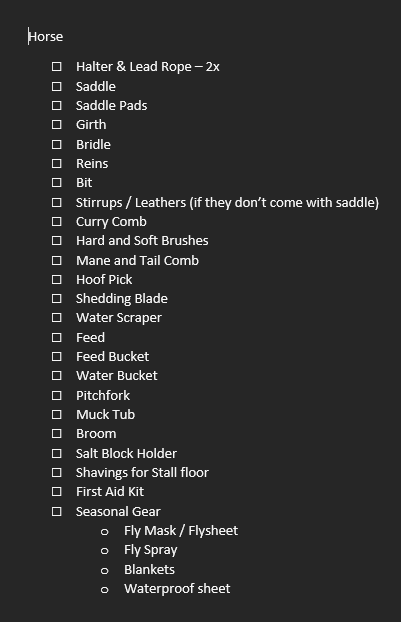 Horse
☐ Halter & Lead Rope – 2x
☐ Saddle
☐ Saddle Pads
☐ Girth
☐ Bridle
☐ Reins
☐ Bit
☐ Stirrups / Leathers (if they don’t come with saddle)
☐ Curry Comb
☐ Hard and Soft Brushes
☐ Mane and Tail Comb
☐ Hoof Pick
☐ Shedding Blade
☐ Water Scraper
☐ Feed
☐ Feed Bucket
☐ Water Bucket
☐ Pitchfork
☐ Muck Tub
☐ Broom
☐ Salt Block Holder
☐ Shavings for Stall floor
☐ First Aid Kit
☐ Seasonal Gear
o Fly Mask / Flysheet
o Fly Spray
o Blankets
o Waterproof sheet